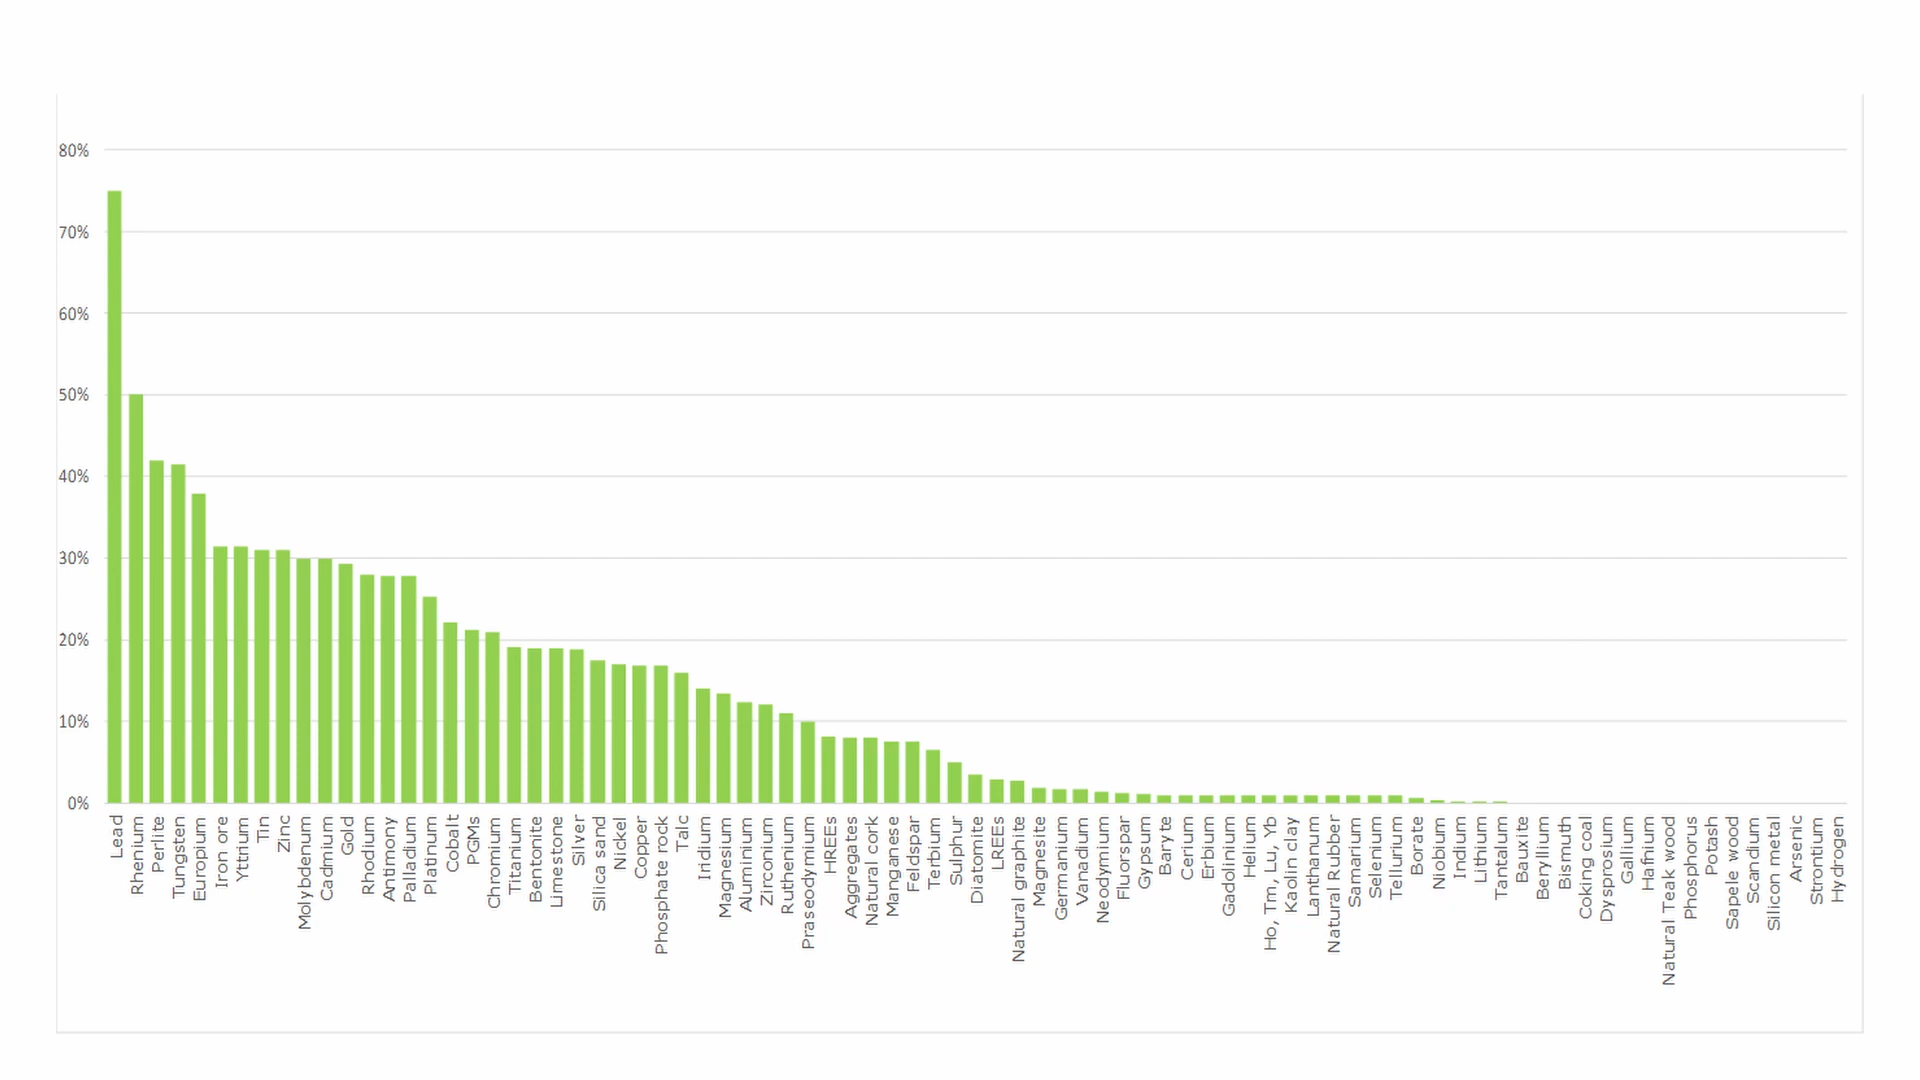 80%
70%
60%
50%
40%
30%
20%
10%
0%
Lead
Rhenium
Perlite
Tungsten
Europium
Iron ore
Yttrium
Tin
Zinc
Molybdenum
Cadmium
Gold
Rhodium
Antimony
Palladium
Platinum
Cobalt
PGMs
Chromium
Titanium
Bentonite
Limestone
Silver
Silica sand
Nickel
Copper
Phosphate rock
Talc
Iridium
Magnesium
Aluminium
Zirconium
Ruthenium
Praseodymium
HREEs
Aggregates
Natural cork
Manganese
Feldspar
Terbium
Sulphur
Diatomite
LREEs
Natural graphite
Magnesite
Germanium
Vanadium
Neodymium
Fluorspar
Gypsum
Baryte
Cerium
Erbium
Gadolinium
Helium
Ho, Tm, Lu, Yb
Kaolin clay
Lanthanum
Natural Rubber
Samarium
Selenium
Tellurium
Borate
Niobium
Indium
Lithium
Tantalum
Bauxite
Beryllium
Bismuth
Coking coal
Dysprosium
Gallium
Hafnium
Natural Teak wood
Phosphorus
Potash
Sapele wood
Scandium
Silicon metal
Arsenic
Strontium
Hydrogen